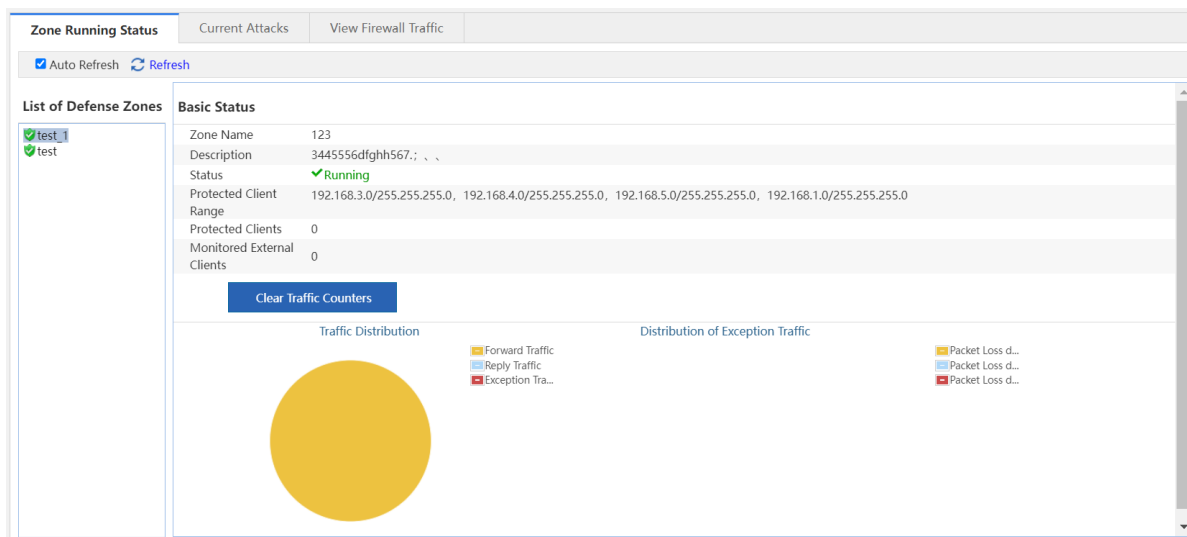 Zone Running Status
Current Attacks
View Firewall Traffic
Auto Refresh
Refresh
List of Defense Zones
test_1
test
Basic Status
Zone Name 123
Description 3445556dfghh567.；、、
Status Running
Protected Client Range 192.168.3.0/255.255.255.0，192.168.4.0/255.255.255.0，192.168.5.0/255.255.255.0，192.168.1.0/255.255.255.0
Protected Clients 0
Monitored External Clients 0
Clear Traffic Counters
Traffic Distribution
Forward Traffic
Reply Traffic
Exception Tra...
Distribution of Exception Traffic
Packet Loss d...
Packet Loss d...
Packet Loss d...